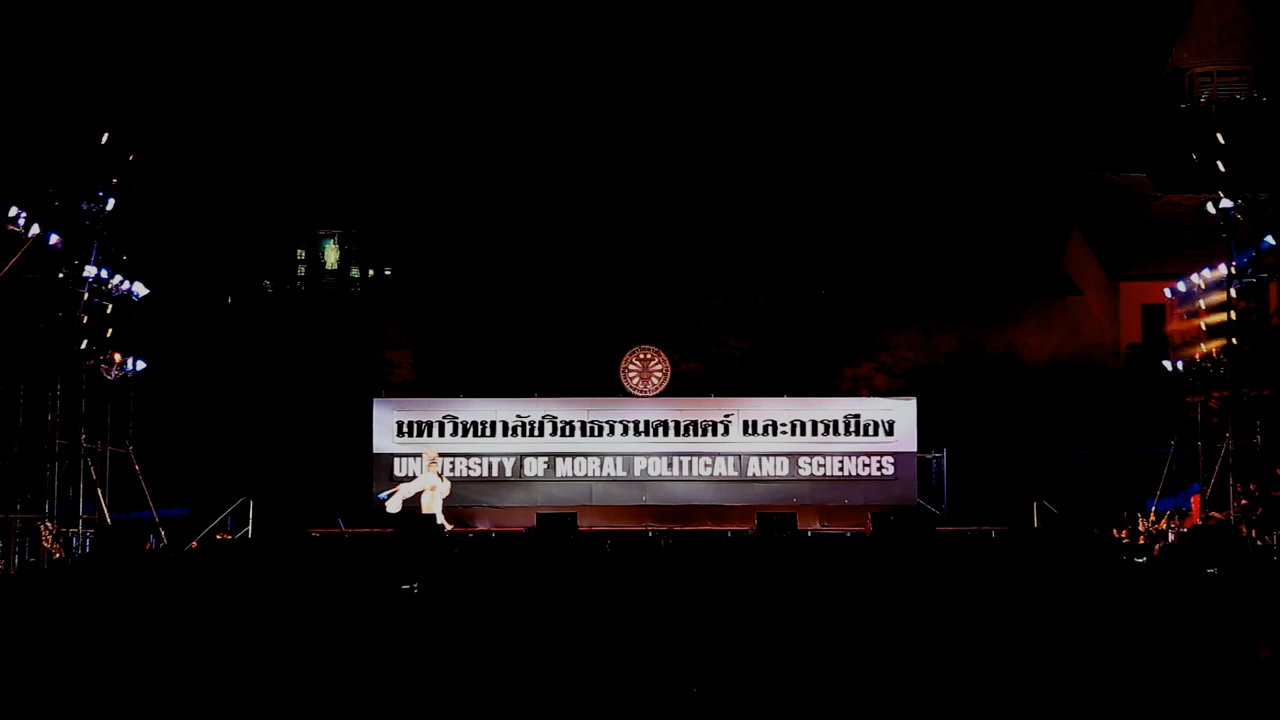 มหาวิทยาลัยวิชาธรรมศาสตร์ และการเมือง
UNIVERSITY OF MORAL POLITICAL AND SCIENCES